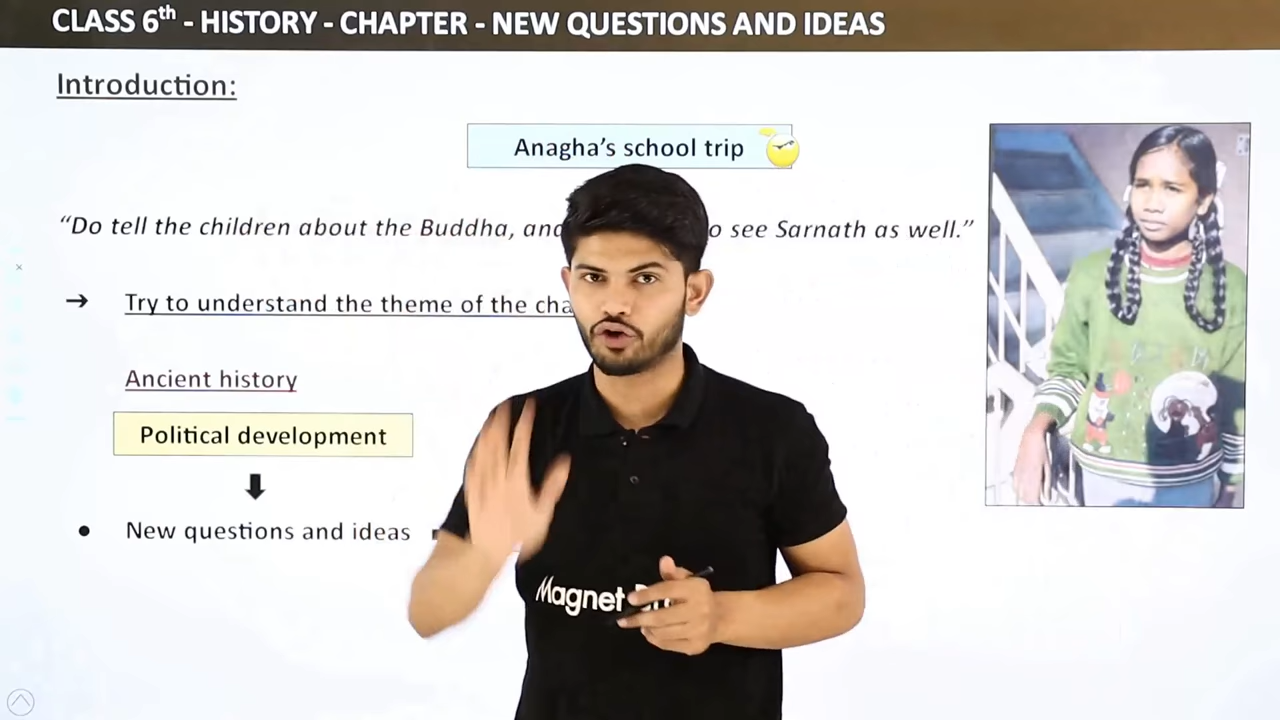 CLASS 6th - HISTORY - CHAPTER - NEW QUESTIONS AND IDEAS
Introduction:
Anagha's school trip
“Do tell the children about the Buddha, and o see Sarnath as well.”
→ Try to understand the theme of the cha
Ancient history
Political development
• New questions and ideas
Magnet